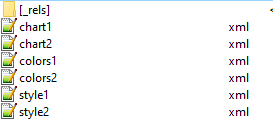 [_rels]
chart1 xml
chart2 xml
colors1 xml
colors2 xml
style1 xml
style2 xml